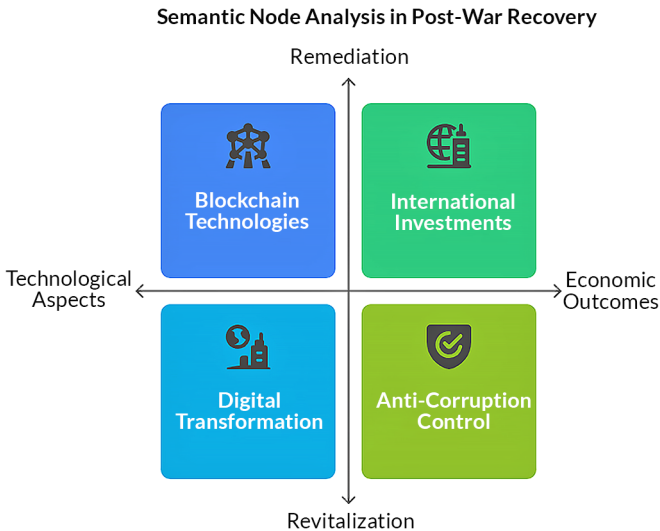 Semantic Node Analysis in Post-War Recovery
Remediation
Blockchain
Technologies
International
Investments
Technological
Aspects
Economic
Outcomes
Digital
Transformation
Anti-Corruption
Control
Revitalization